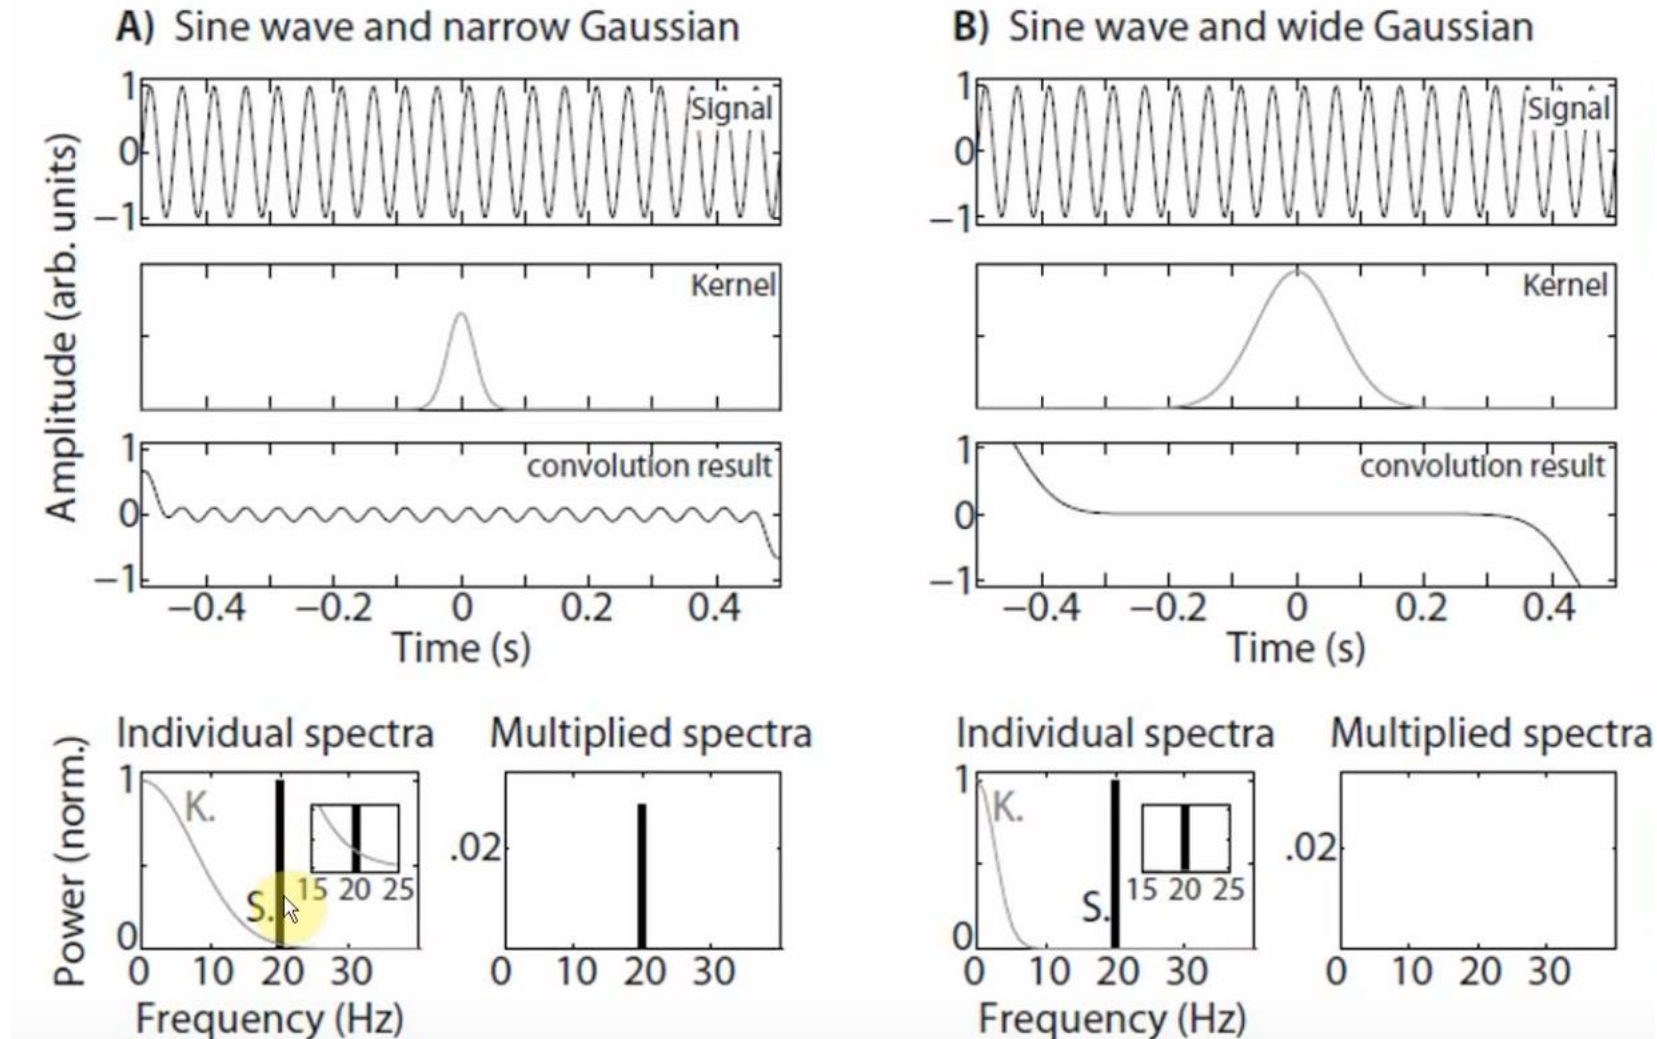 A) Sine wave and narrow Gaussian
B) Sine wave and wide Gaussian
Amplitude (arb. units)
1
0
−1
Signal
Kernel
1
0
−1
convolution result
−0.4 −0.2 0 0.2 0.4
Time (s)
1
0
−1
Signal
Kernel
1
0
−1
convolution result
−0.4 −0.2 0 0.2 0.4
Time (s)
Power (norm.)
Individual spectra
1
0
K.
S.
15 20 25
0 10 20 30
Frequency (Hz)
Multiplied spectra
.02
0 10 20 30
Individual spectra
1
0
K.
S.
15 20 25
0 10 20 30
Frequency (Hz)
Multiplied spectra
.02
0 10 20 30